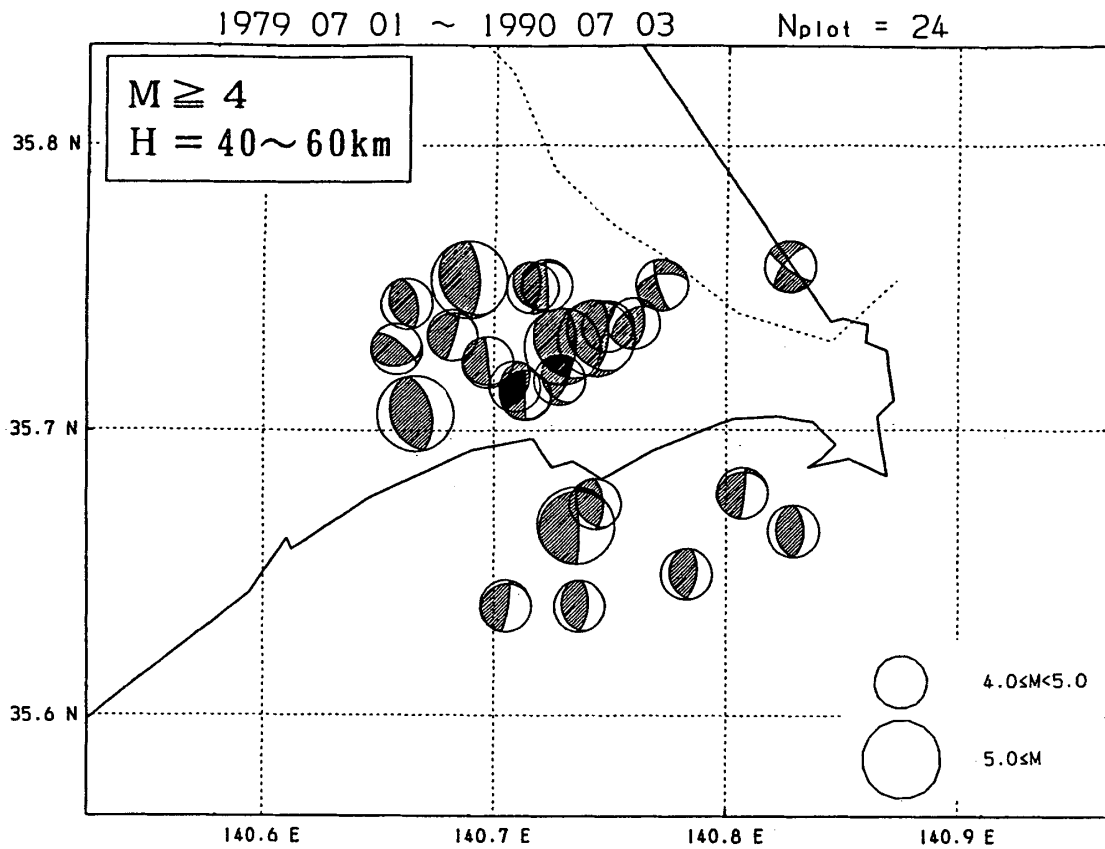 1979 07 01 ~ 1990 07 03 Nplot = 24
M ≧ 4
H = 40~60km
35.8 N
35.7 N
35.6 N
4.0≤M<5.0
5.0≤M
140.6 E 140.7 E 140.8 E 140.9 E